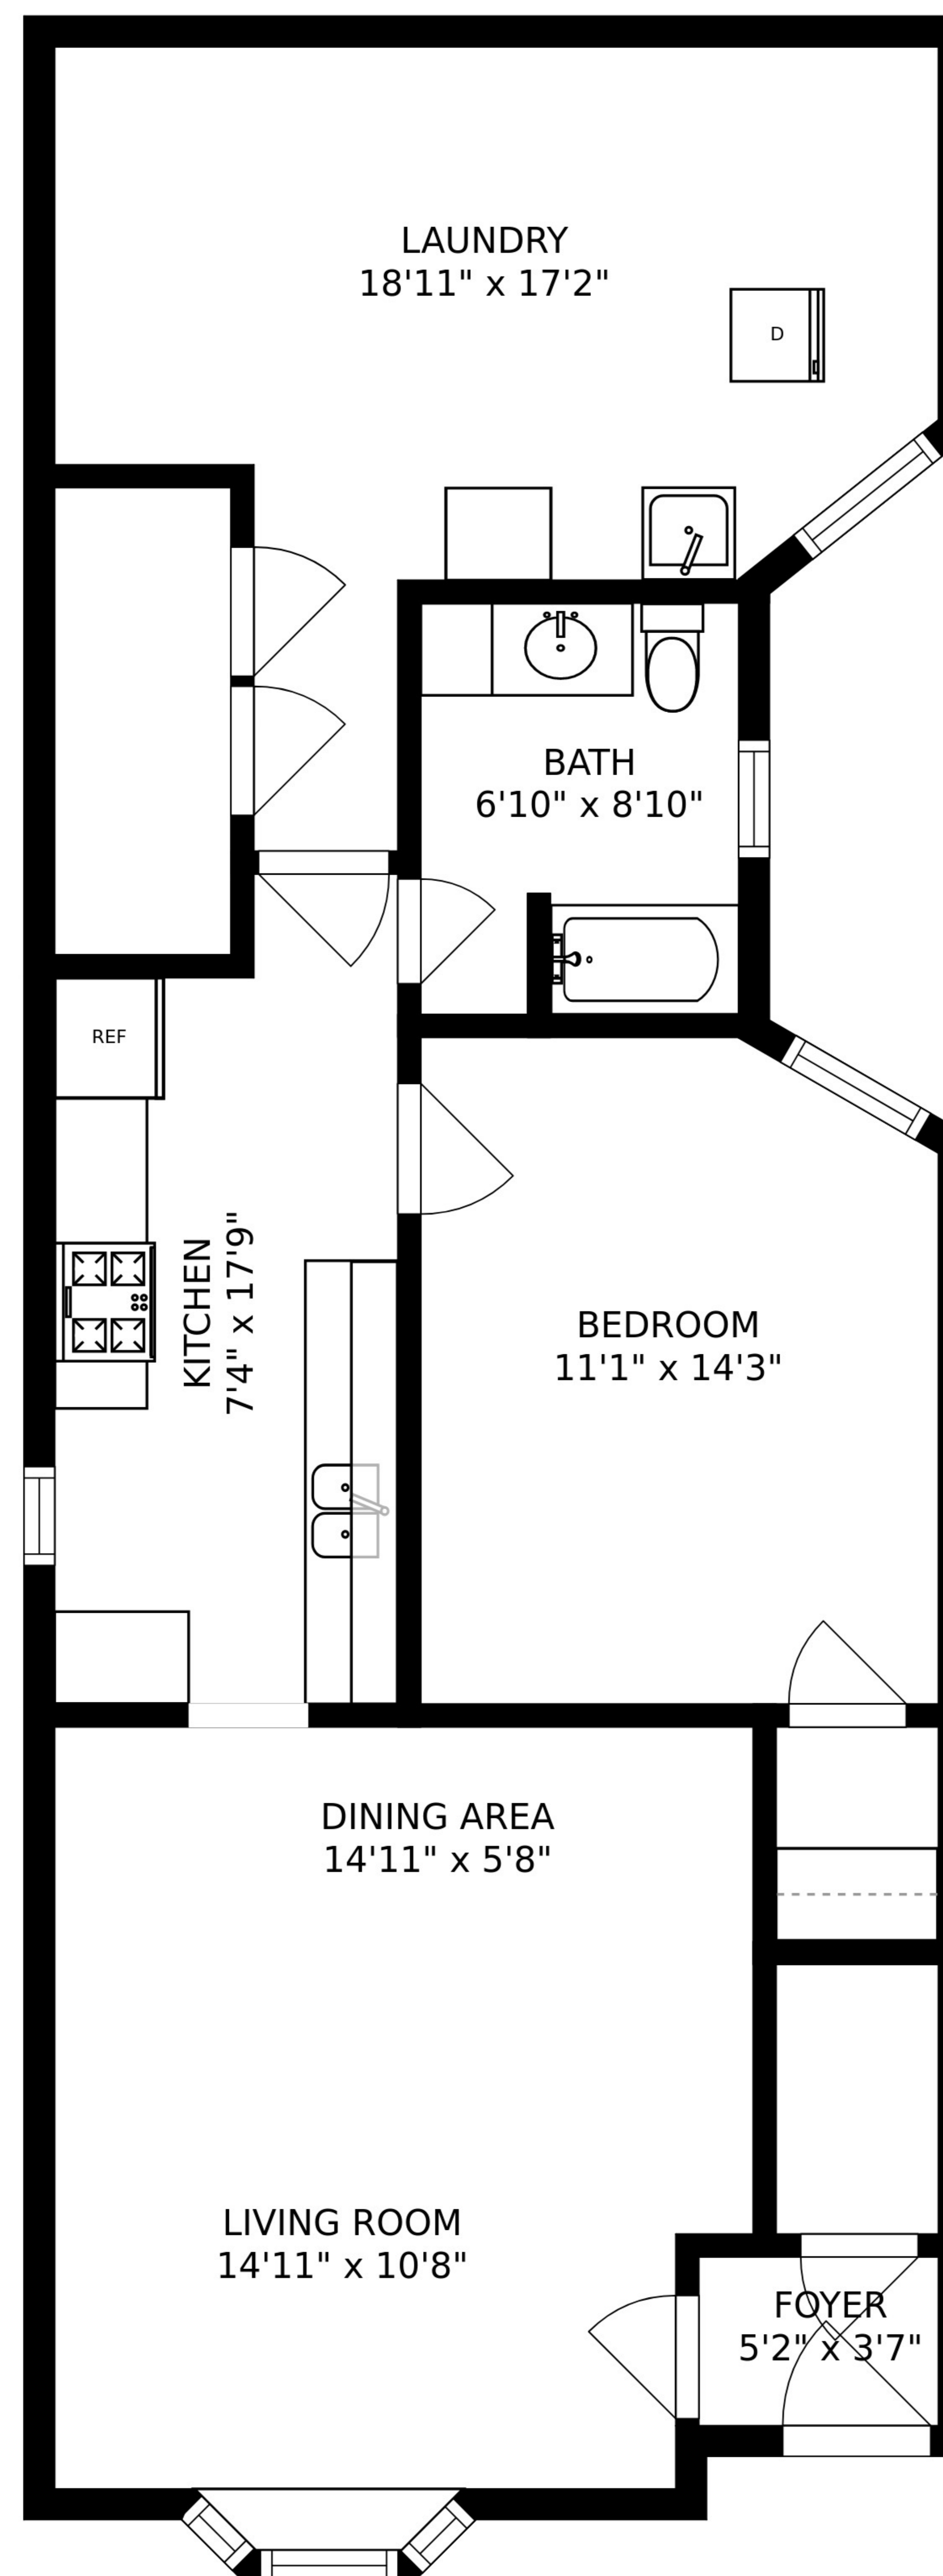 LAUNDRY
18'11" x 17'2"
D
BATH
6'10" x 8'10"
REF
KITCHEN
7'4" x 17'9"
BEDROOM
11'1" x 14'3"
DINING AREA
14'11" x 5'8"
LIVING ROOM
14'11" x 10'8"
FOYER
5'2" x 3'7"